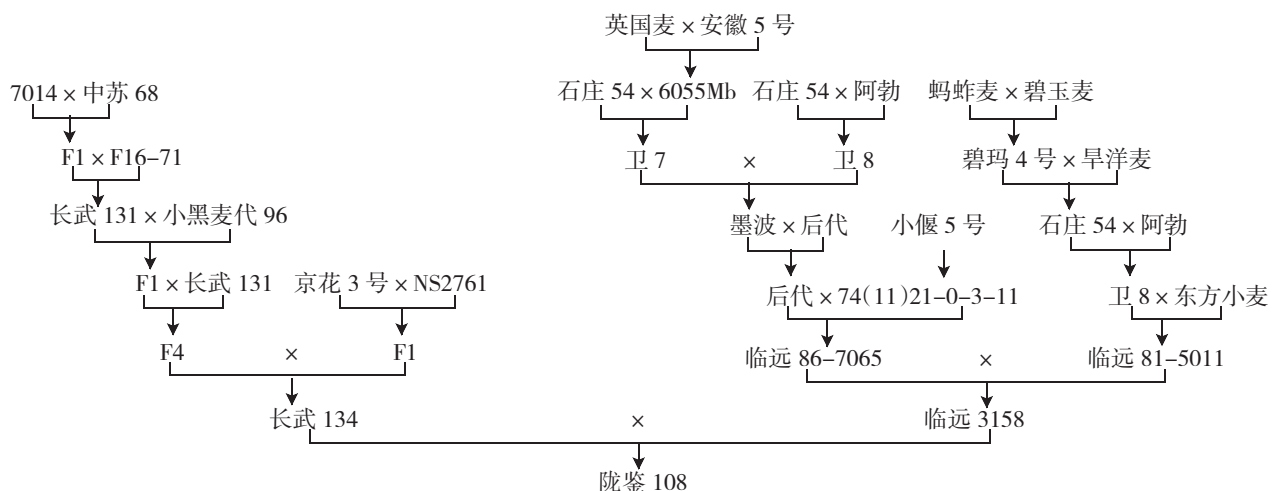 英国麦 × 安徽 5 号
7014 × 中苏 68
石庄 54 × 6055Mb
石庄 54 × 阿勃
蚂蚱麦 × 碧玉麦
F1 × F16-71
卫 7 × 卫 8
碧玛 4 号 × 旱洋麦
长武 131 × 小黑麦代 96
墨波 × 后代
小偃 5 号
石庄 54 × 阿勃
F1 × 长武 131
京花 3 号 × NS2761
后代 × 74(11)21-0-3-11
卫 8 × 东方小麦
F4 × F1
临远 86-7065 × 临远 81-5011
长武 134 × 临远 3158
陇鉴 108